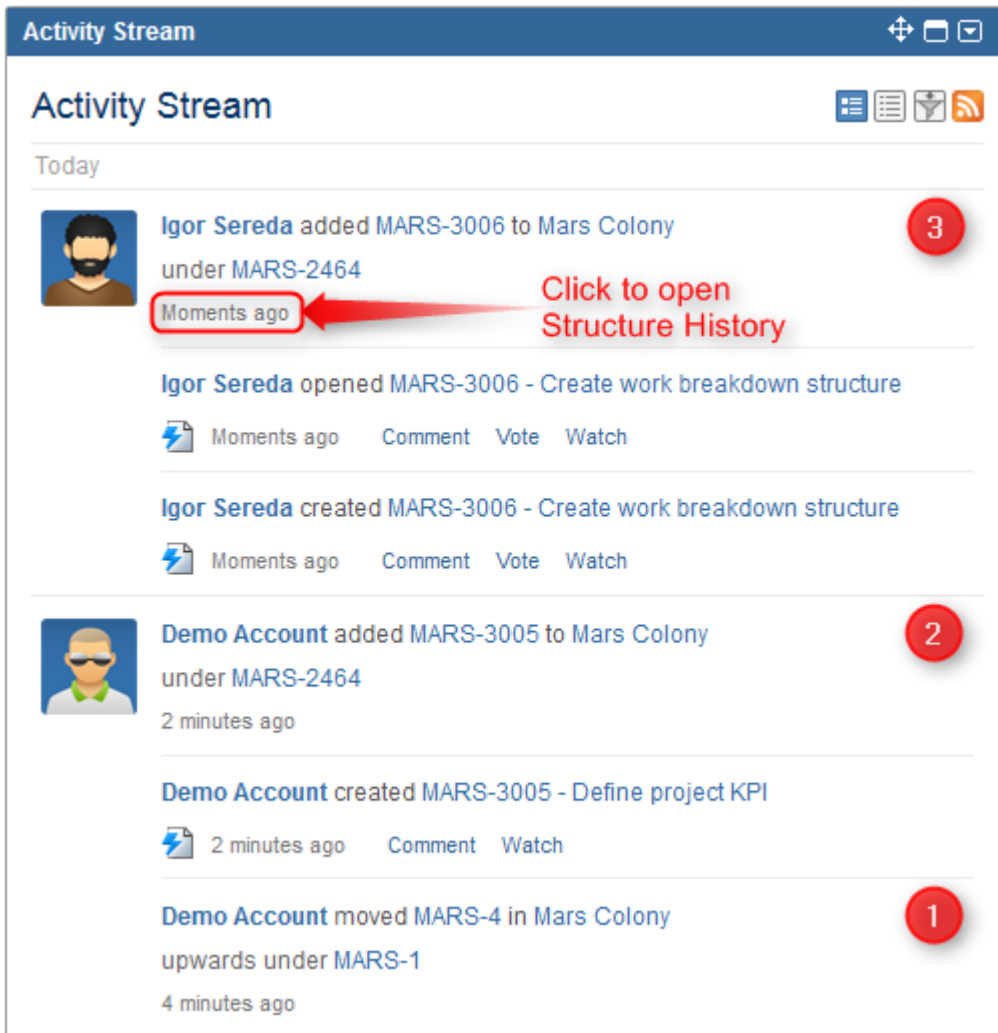 Activity Stream
Activity Stream
Today
Igor Sereda added MARS-3006 to Mars Colony
3
under MARS-2464
Moments ago
Click to open
Structure History
Igor Sereda opened MARS-3006 - Create work breakdown structure
Moments ago Comment Vote Watch
Igor Sereda created MARS-3006 - Create work breakdown structure
Moments ago Comment Vote Watch
Demo Account added MARS-3005 to Mars Colony
2
under MARS-2464
2 minutes ago
Demo Account created MARS-3005 - Define project KPI
2 minutes ago Comment Watch
Demo Account moved MARS-4 in Mars Colony
1
upwards under MARS-1
4 minutes ago